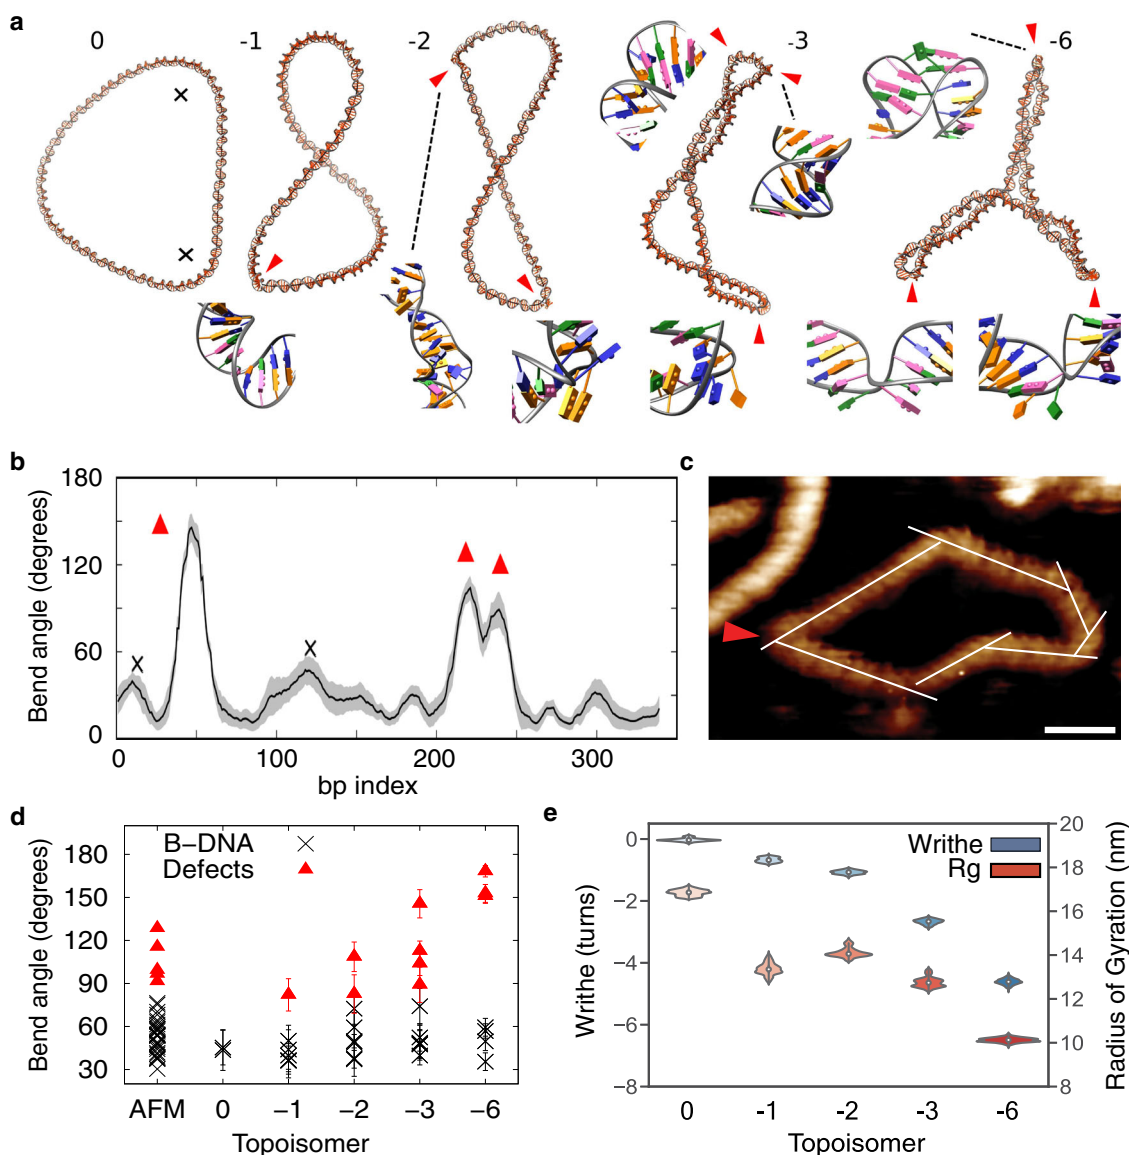 a
0
-1
-2
-3
-6
b
180
120
60
0
Bend angle (degrees)
0
100
200
300
bp index
c
d
B−DNA
Defects
180
150
120
90
60
30
Bend angle (degrees)
AFM
0
−1
−2
−3
−6
Topoisomer
e
Writhe
Rg
0
−2
−4
−6
−8
Writhe (turns)
20
18
16
14
12
10
8
Radius of Gyration (nm)
0
-1
-2
-3
-6
Topoisomer